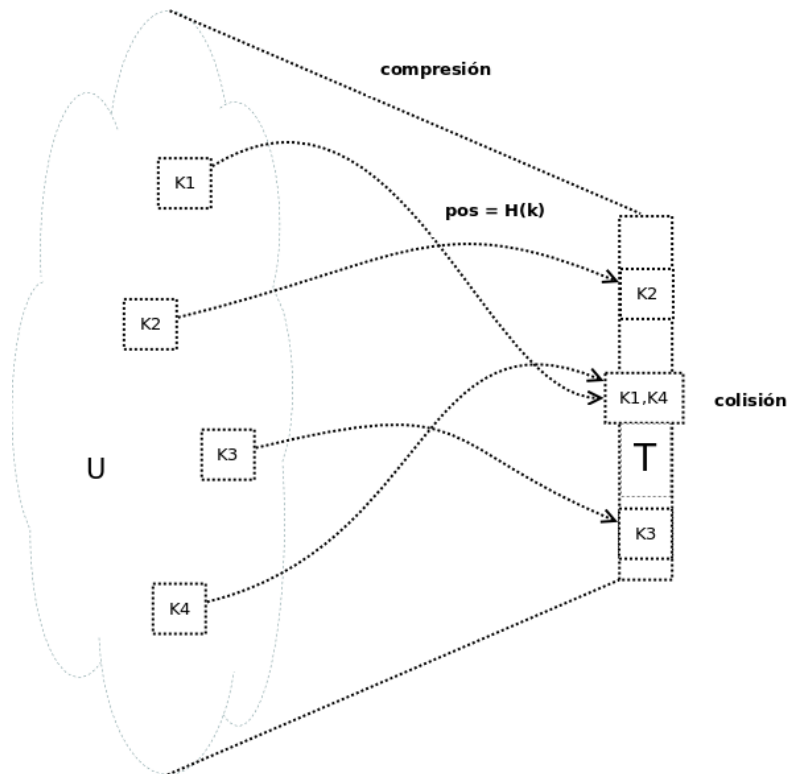 compresión
K1
pos = H(k)
K2
K2
K1,K4
colisión
K3
U
T
K3
K4